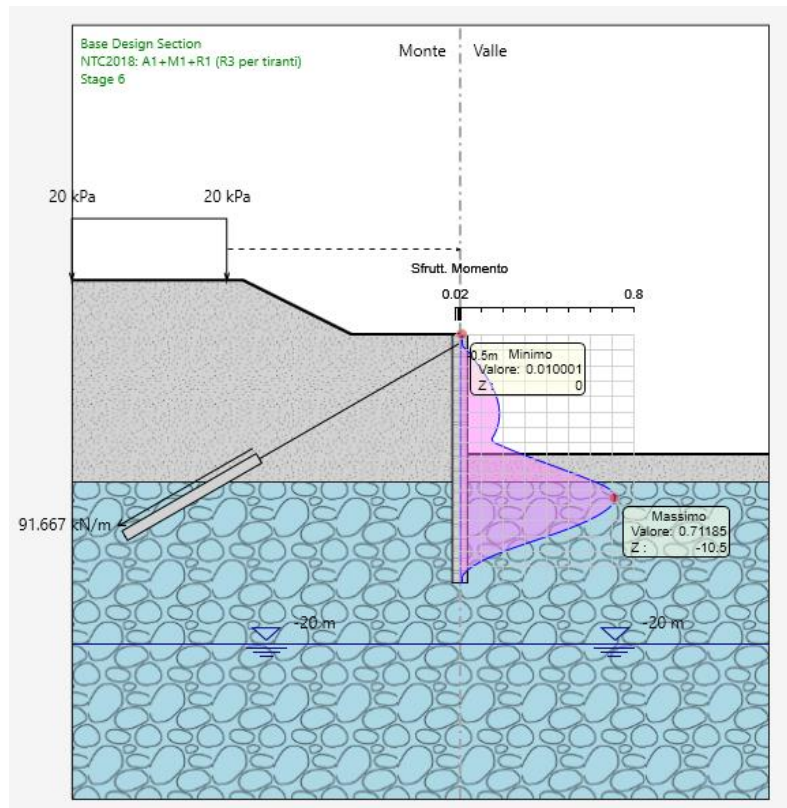 Base Design Section
NTC2018: A1+M1+R1 (R3 per tiranti)
Stage 6
Monte
Valle
20 kPa
20 kPa
Sfrutt. Momento
0.02
0.8
-0.5m
Minimo
Valore: 0.010001
Z : 0
91.667 kN/m
Massimo
Valore: 0.71185
Z : -10.5
-20 m
-20 m